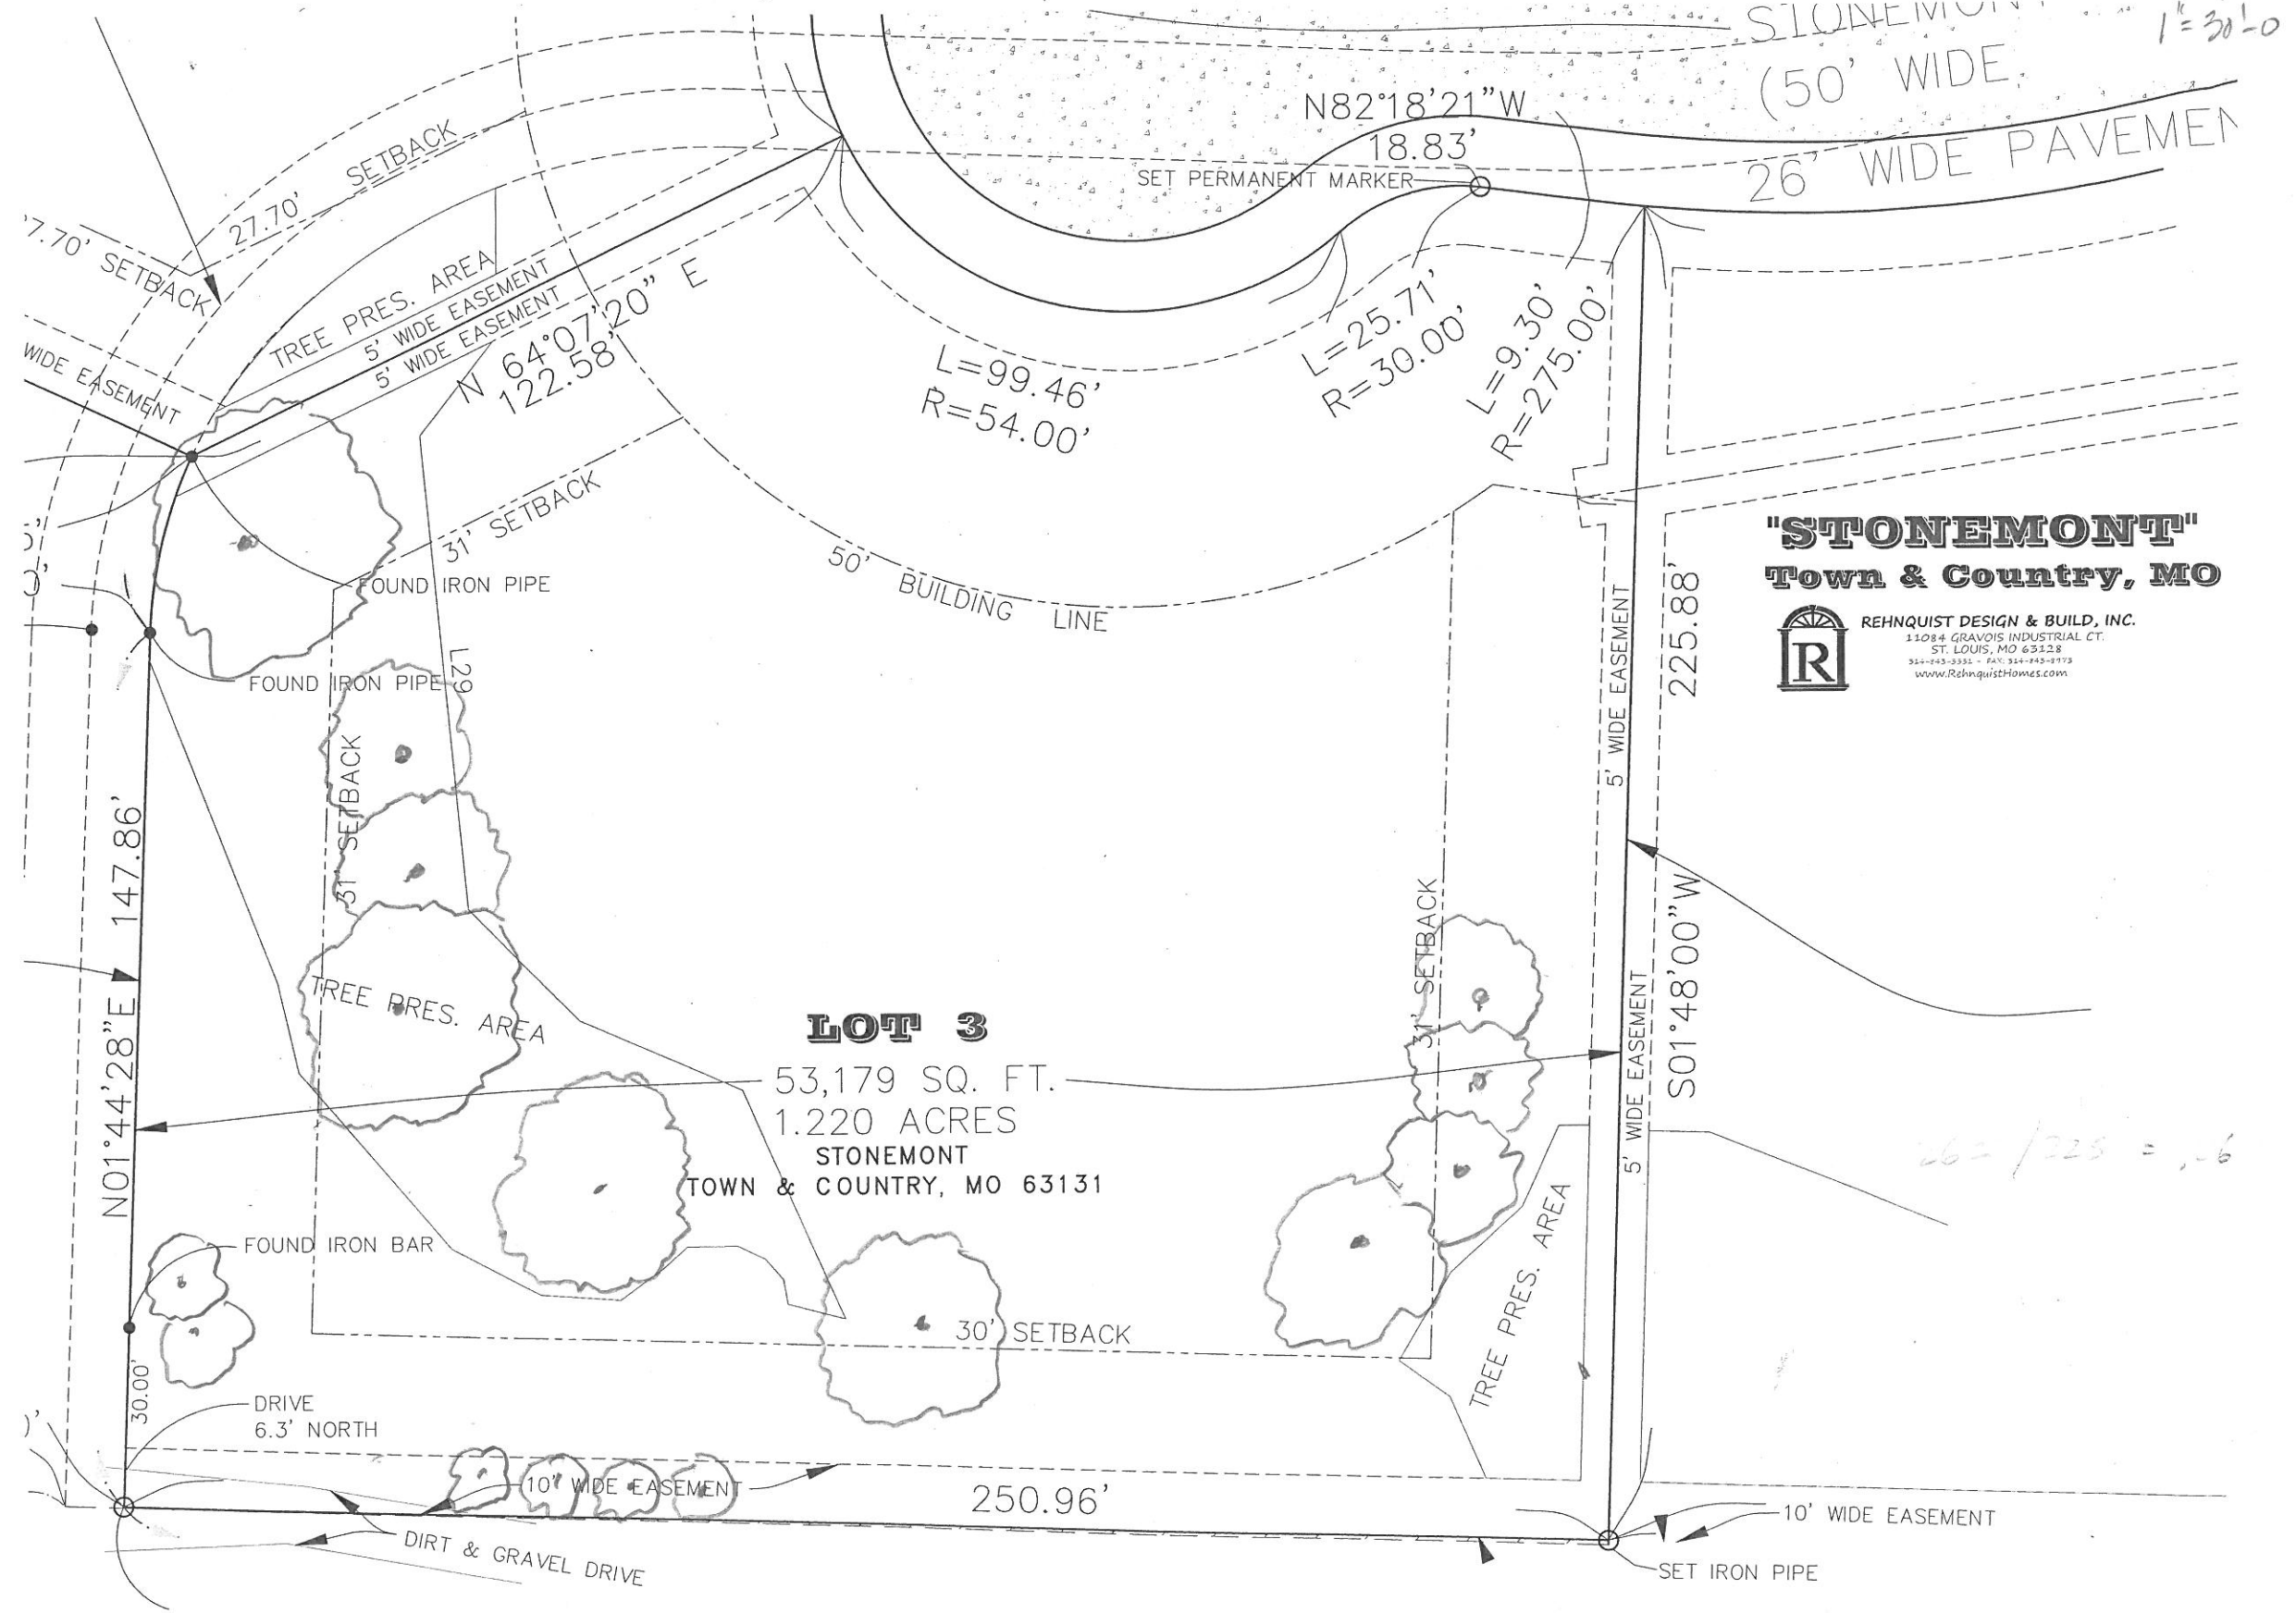 1"=30'-0
(50' WIDE
26' WIDE PAVEMEN
N82°18'21"W
18.83'
SET PERMANENT MARKER
SETBACK
27.70'
7.70' SETBACK
TREE PRES. AREA
5' WIDE EASEMENT
5' WIDE EASEMENT
N 64°07'20" E
122.58'
WIDE EASEMENT
L=99.46'
R=54.00'
L=25.71'
R=30.00'
L=9.30'
R=275.00'
31' SETBACK
50' BUILDING LINE
FOUND IRON PIPE
FOUND IRON PIPE
L29
31' SETBACK
"STONEMONT"
Town & Country, MO
R
REHNQUIST DESIGN & BUILD, INC.
11084 GRAVOIS INDUSTRIAL CT.
ST. LOUIS, MO 63128
www.RehnquistHomes.com
5' WIDE EASEMENT
225.88'
147.86'
N01°44'28"E
31' SETBACK
5' WIDE EASEMENT
S01°48'00"W
TREE PRES. AREA
LOT 3
53,179 SQ. FT.
1.220 ACRES
STONEMONT
TOWN & COUNTRY, MO 63131
TREE PRES. AREA
FOUND IRON BAR
30' SETBACK
30.00'
DRIVE
6.3' NORTH
10' WIDE EASEMENT
250.96'
DIRT & GRAVEL DRIVE
10' WIDE EASEMENT
SET IRON PIPE